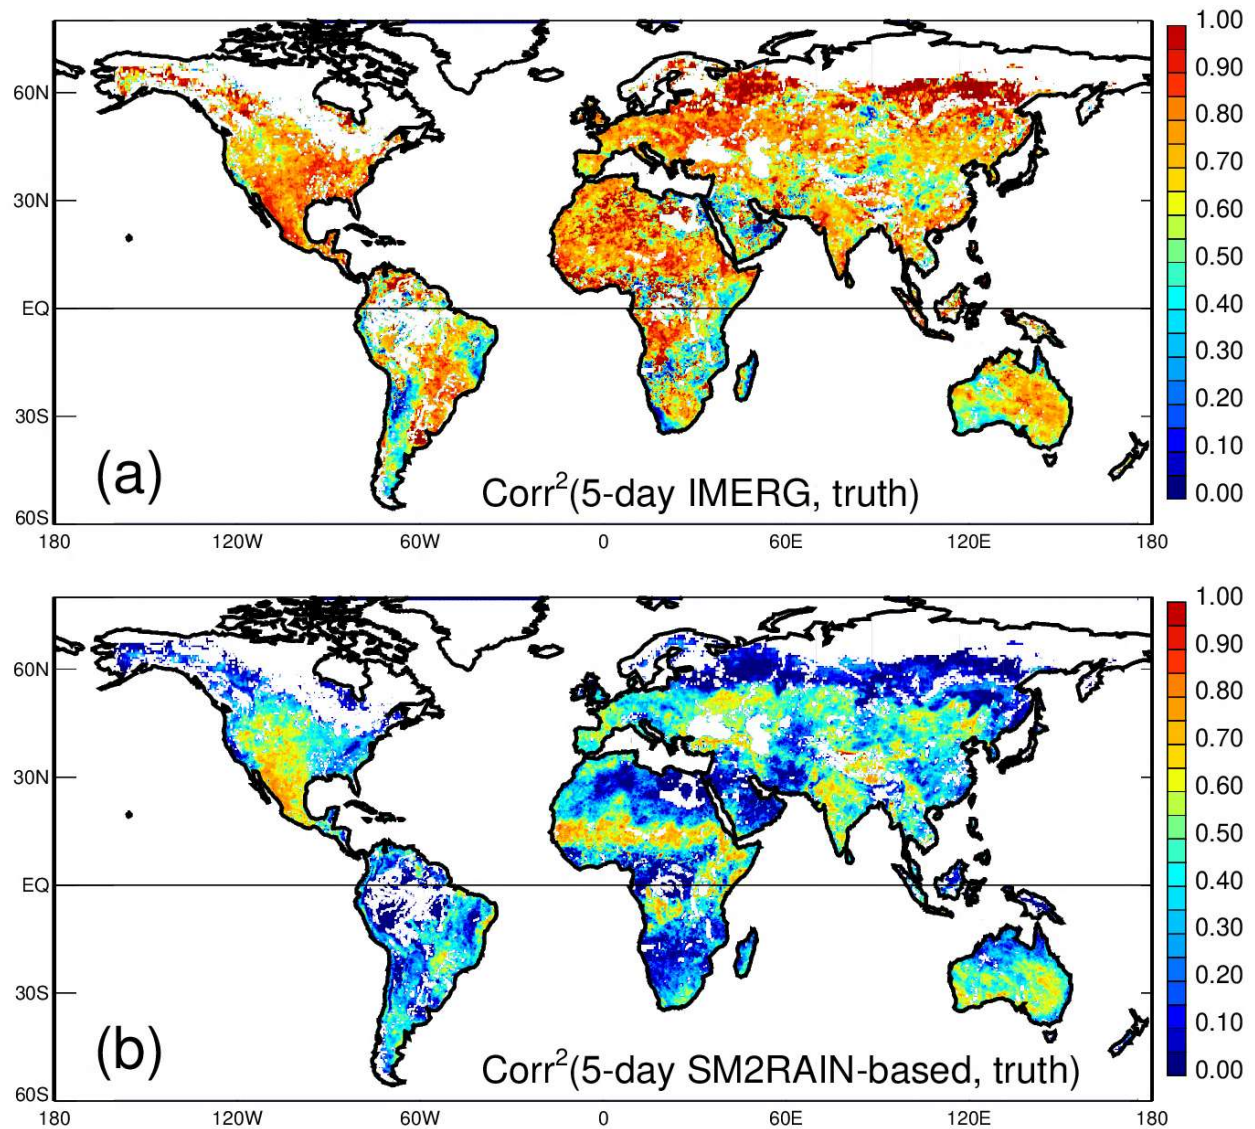 1.00
0.90
0.80
0.70
0.60
0.50
0.40
0.30
0.20
0.10
0.00
60N
30N
EQ
30S
60S
(a)
Corr²(5-day IMERG, truth)
180 120W 60W 0 60E 120E 180
1.00
0.90
0.80
0.70
0.60
0.50
0.40
0.30
0.20
0.10
0.00
60N
30N
EQ
30S
60S
(b)
Corr²(5-day SM2RAIN-based, truth)
180 120W 60W 0 60E 120E 180